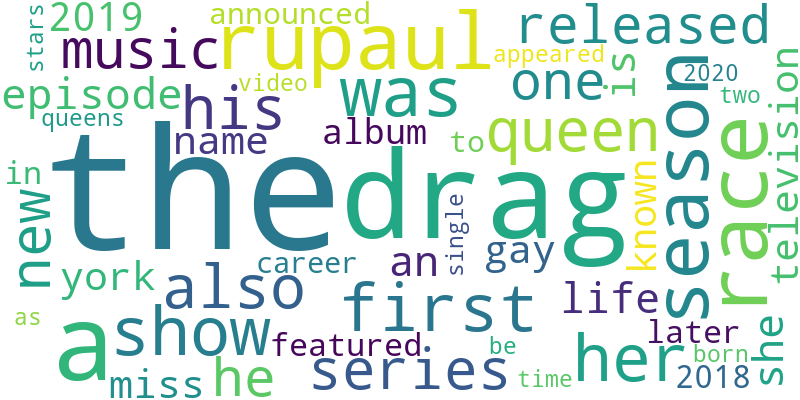 stars
2019
announced
released
music
rupaul
appeared
one
is
season
2020
two
television
episode
video
was
queens
his
name
album
to
queen
race
the
drag
known
in
new
york
single
an
gay
career
also
life
as
a
show
first
later
she
featured
series
be
her
born
miss
he
time
2018